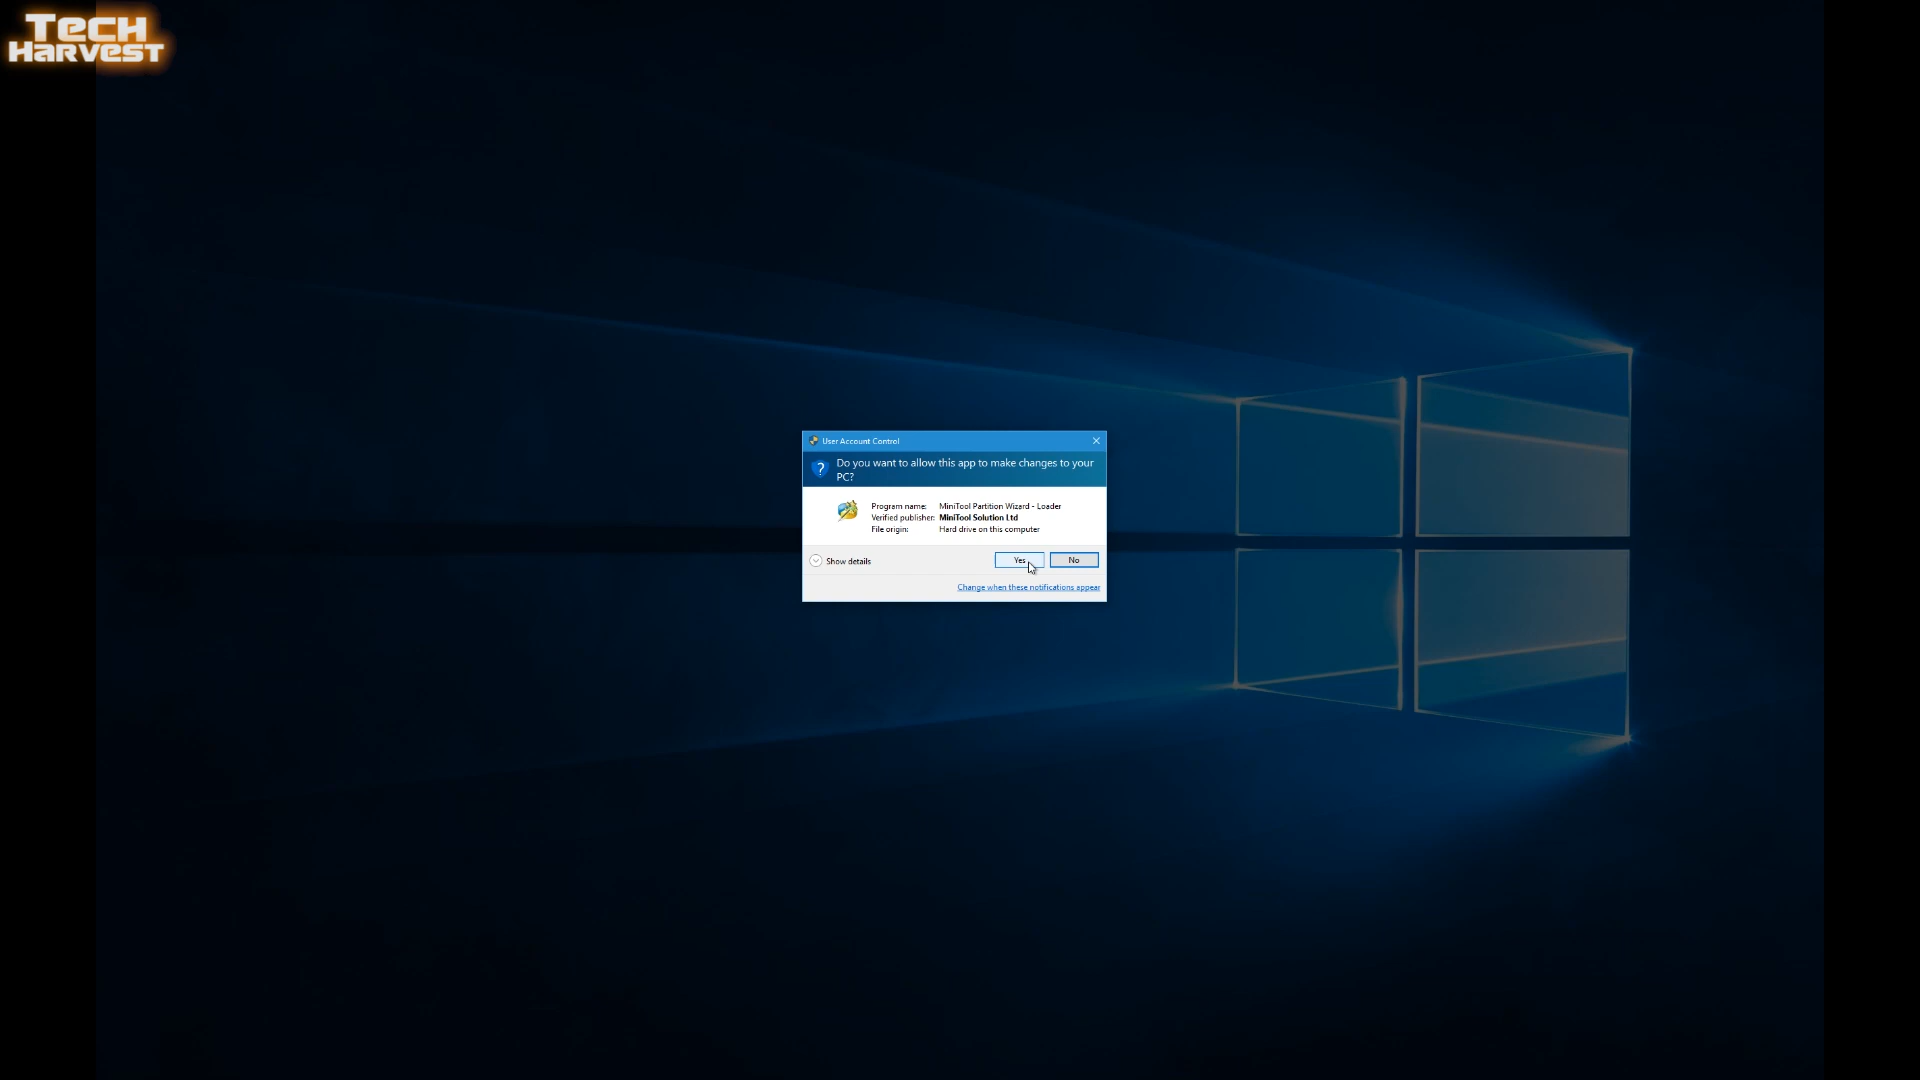 Tech
Harvest
User Account Control
Do you want to allow this app to make changes to your
PC?
Program name: MiniTool Partition Wizard - Loader
Verified publisher: MiniTool Solution Ltd
File origin: Hard drive on this computer
Show details
Yes
No
Change when these notifications appear